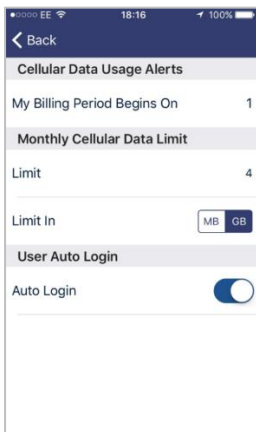 EE 18:16 100%
Back
Cellular Data Usage Alerts
My Billing Period Begins On 1
Monthly Cellular Data Limit
Limit 4
Limit In MB GB
User Auto Login
Auto Login